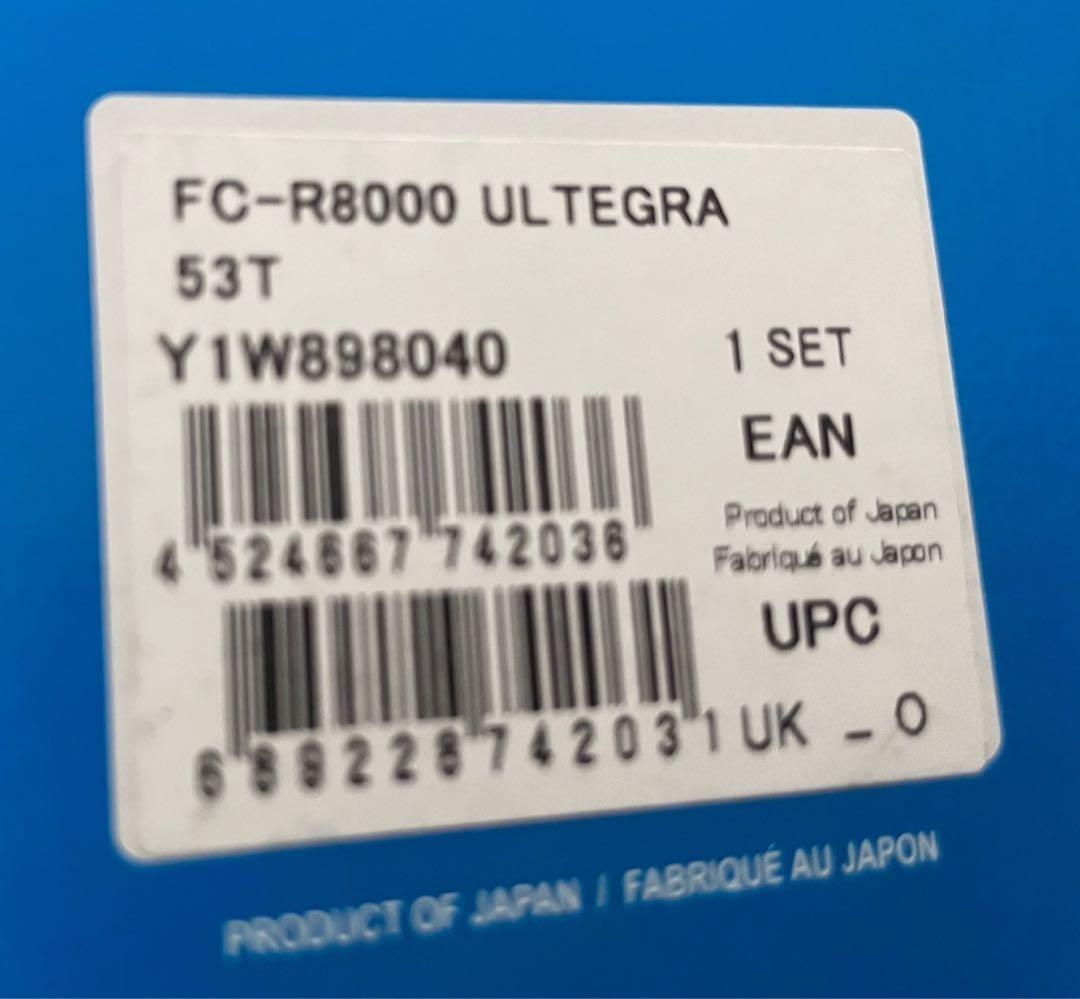 FC-R8000 ULTEGRA
53T
Y1W898040
1 SET
EAN
4 524667 742036
Product of Japan
Fabriqué au Japon
UPC
6 89228 74203 1 UK _ O
PRODUCT OF JAPAN / FABRIQUÉ AU JAPON